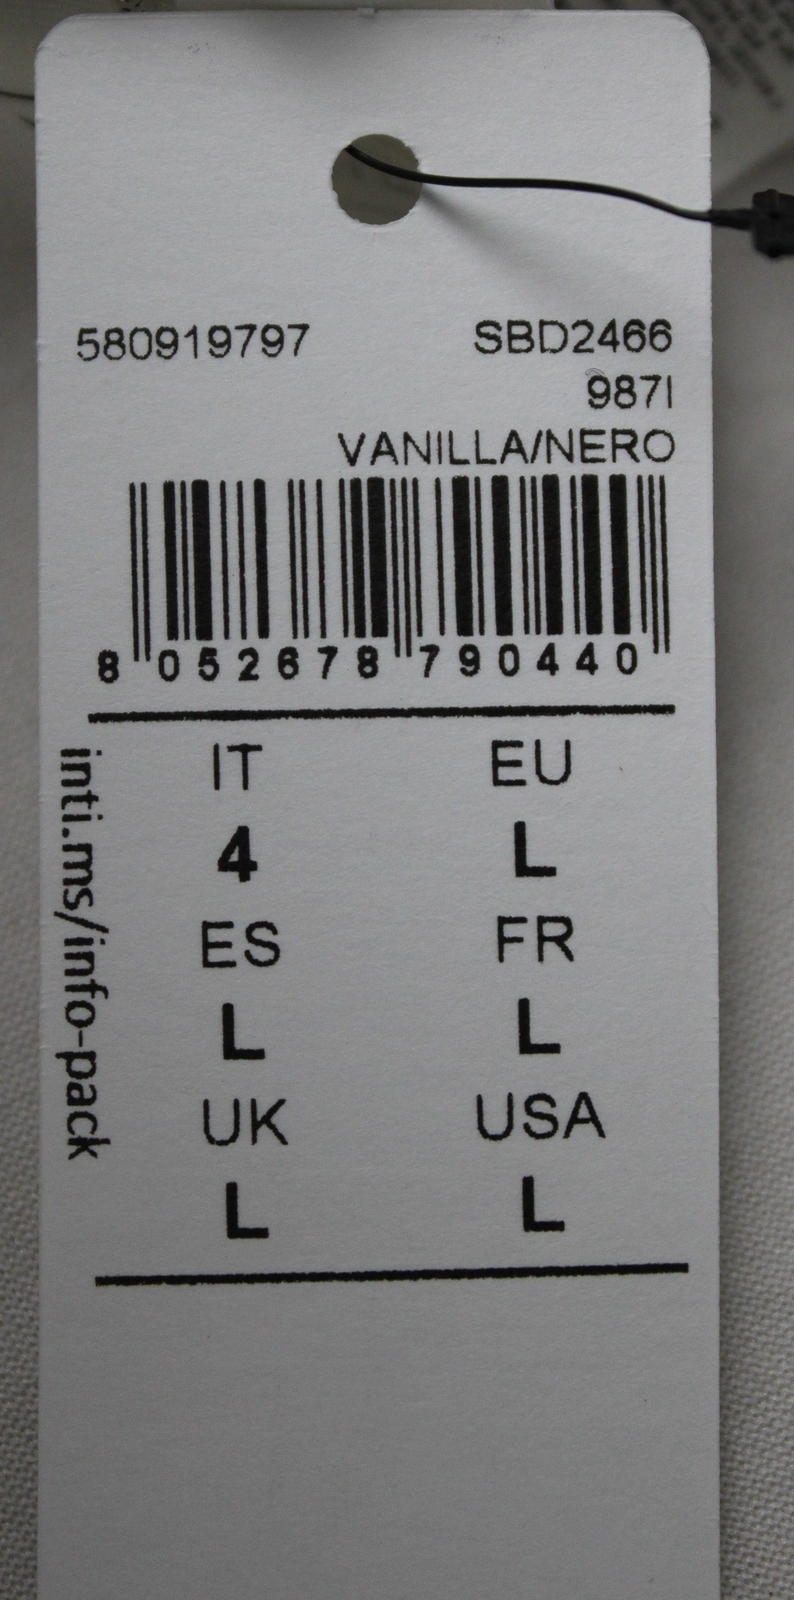 580919797 SBD2466
987I
VANILLA/NERO
8 052678 790440
IT EU
4 L
ES FR
L L
UK USA
L L
inti.ms/info-pack